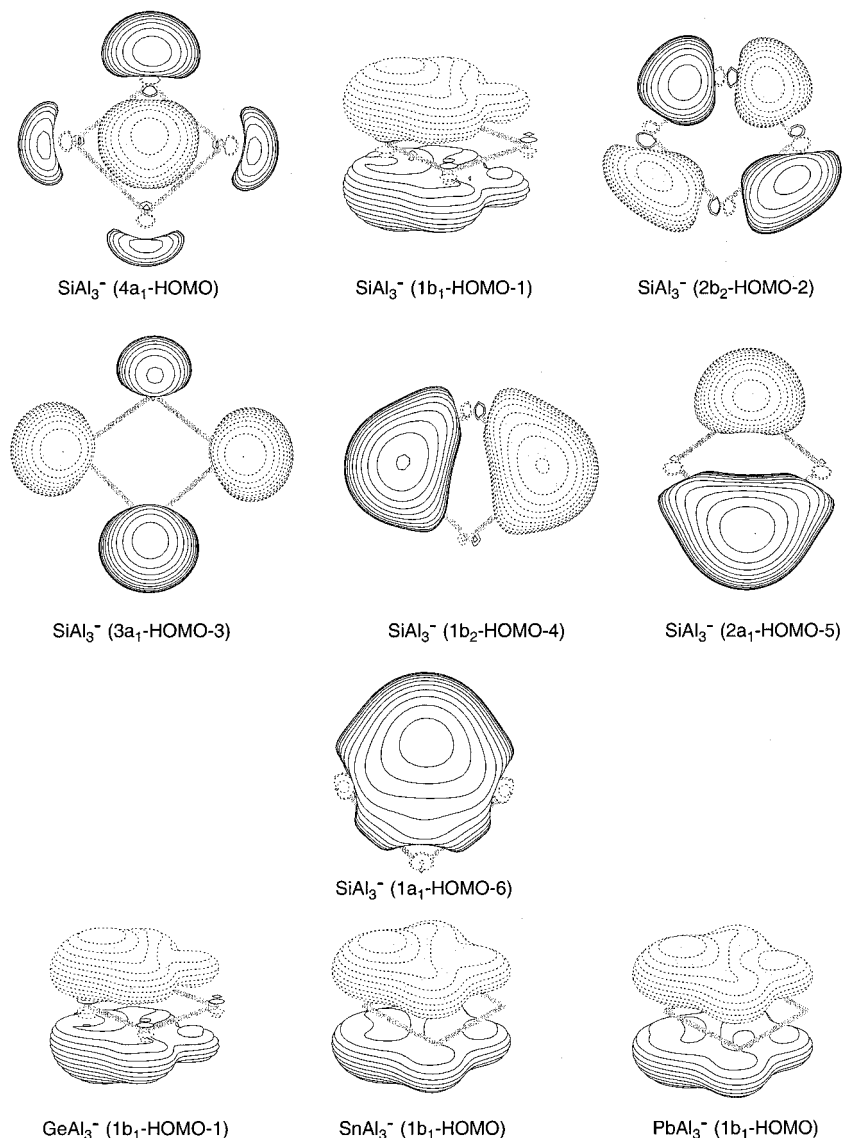 SiAl₃⁻ (4a₁-HOMO)
SiAl₃⁻ (1b₁-HOMO-1)
SiAl₃⁻ (2b₂-HOMO-2)
SiAl₃⁻ (3a₁-HOMO-3)
SiAl₃⁻ (1b₂-HOMO-4)
SiAl₃⁻ (2a₁-HOMO-5)
SiAl₃⁻ (1a₁-HOMO-6)
GeAl₃⁻ (1b₁-HOMO-1)
SnAl₃⁻ (1b₁-HOMO)
PbAl₃⁻ (1b₁-HOMO)